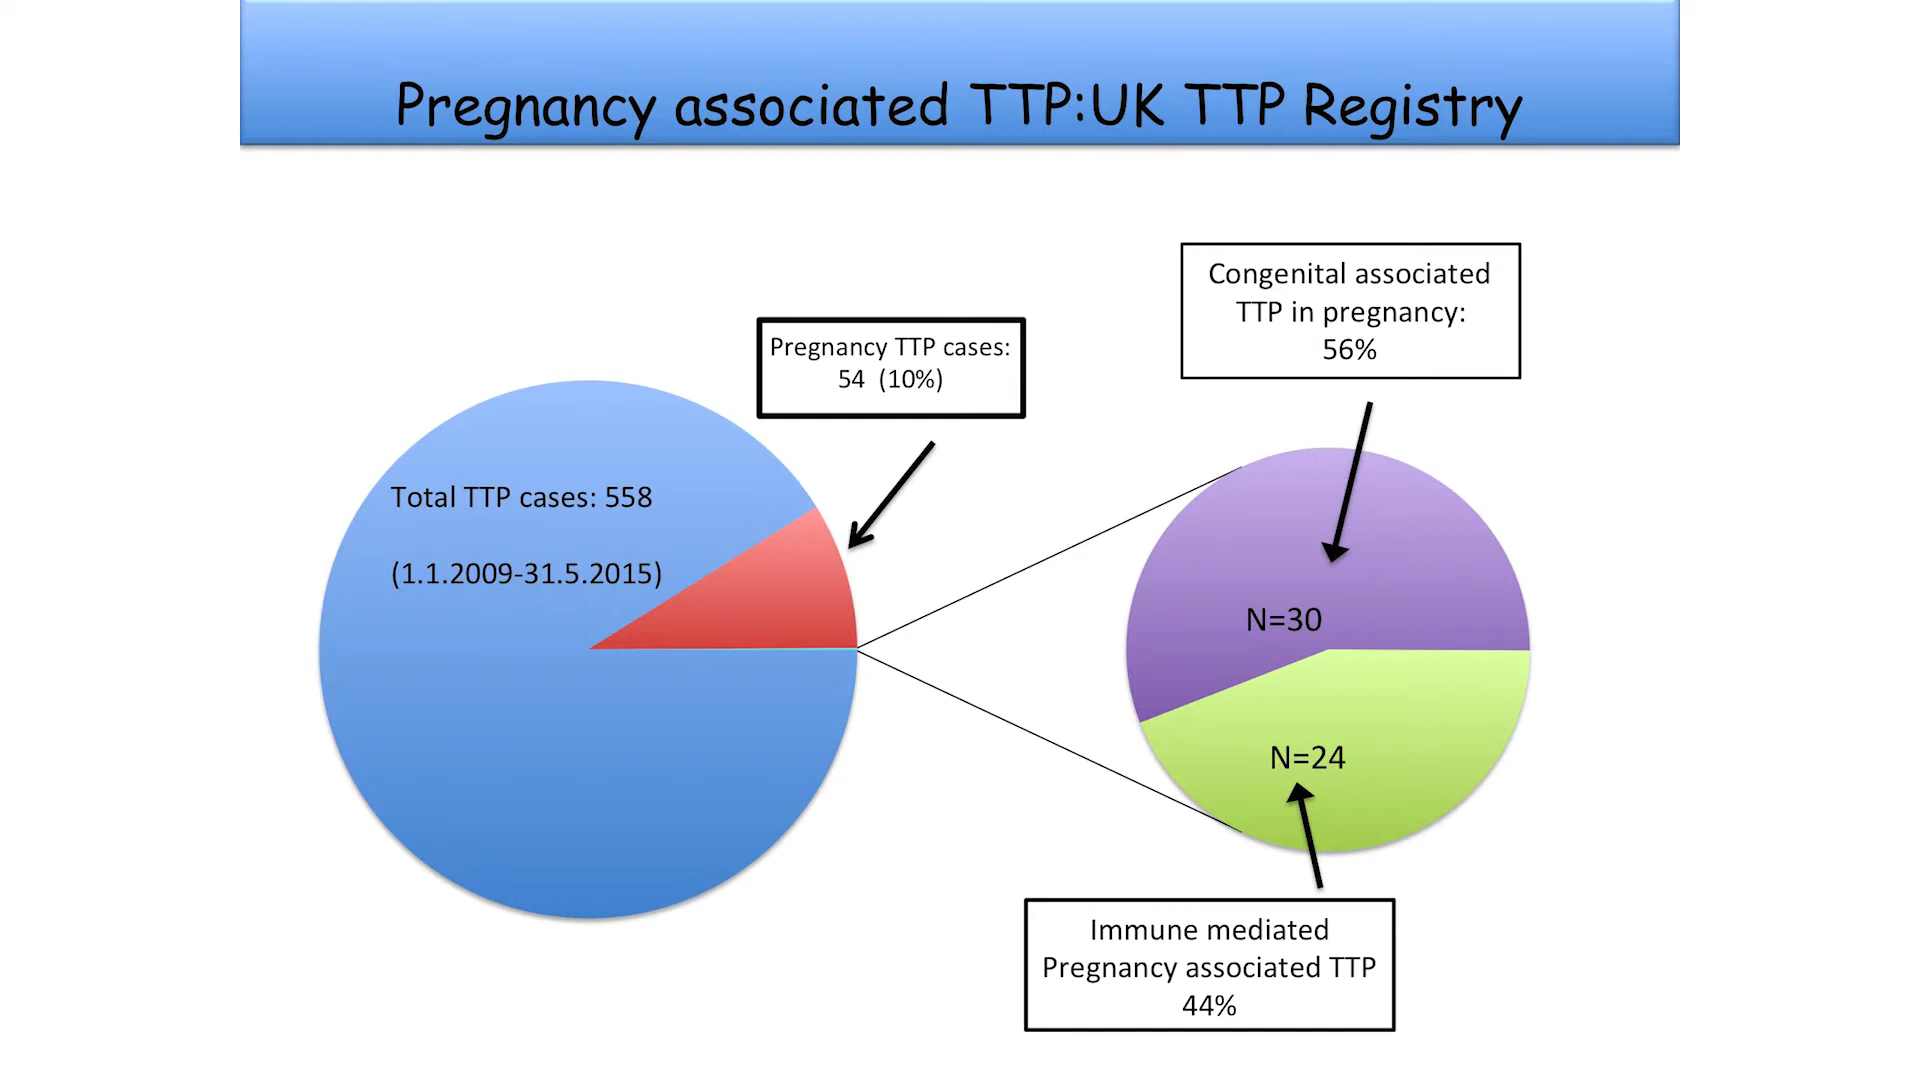 Pregnancy associated TTP:UK TTP Registry
Congenital associated
TTP in pregnancy:
56%
Pregnancy TTP cases:
54 (10%)
Total TTP cases: 558
(1.1.2009-31.5.2015)
N=30
N=24
Immune mediated
Pregnancy associated TTP
44%